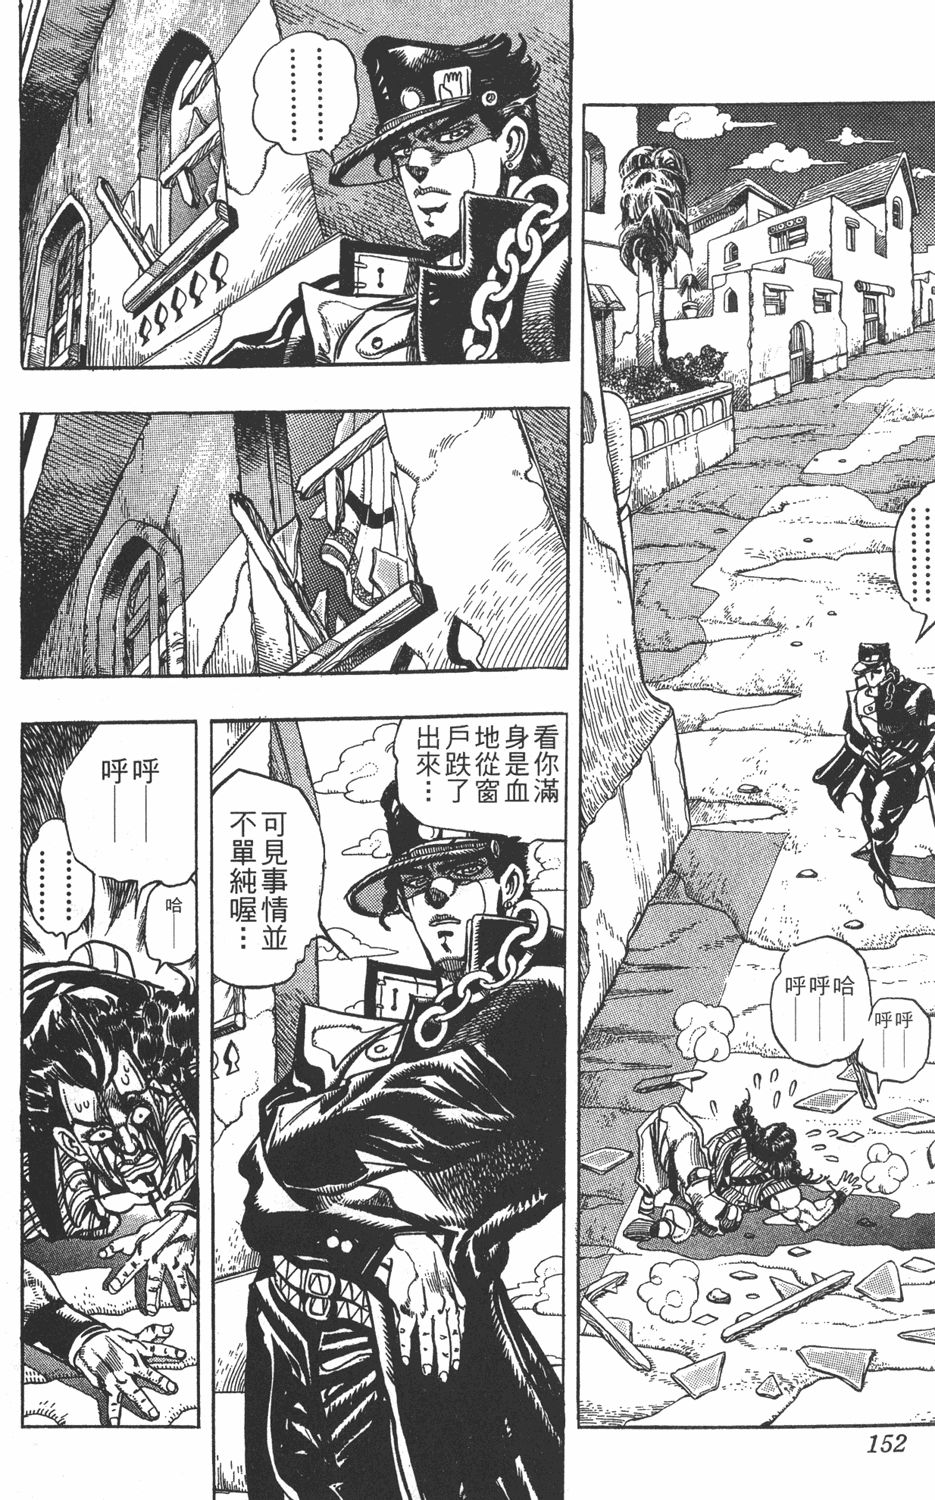 ………
呼呼哈——
呼呼——
………
看你滿
身是血
地從窗
戶跌了
出來…
可見事情並
不單純喔…
呼呼——
哈——
………
152